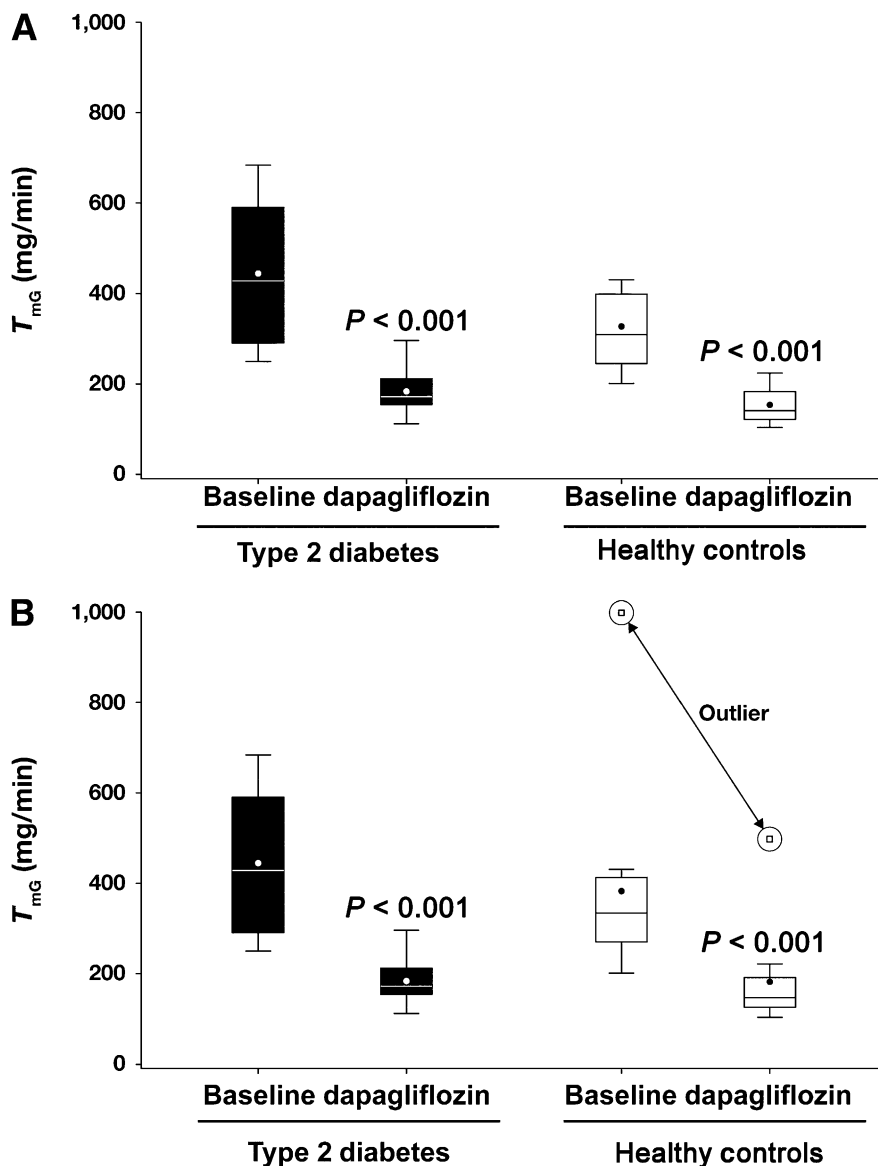 A
1,000
800
600
400
200
0
TmG (mg/min)
P < 0.001
P < 0.001
Baseline dapagliflozin
Baseline dapagliflozin
Type 2 diabetes
Healthy controls
B
1,000
800
600
400
200
0
TmG (mg/min)
Outlier
P < 0.001
P < 0.001
Baseline dapagliflozin
Baseline dapagliflozin
Type 2 diabetes
Healthy controls